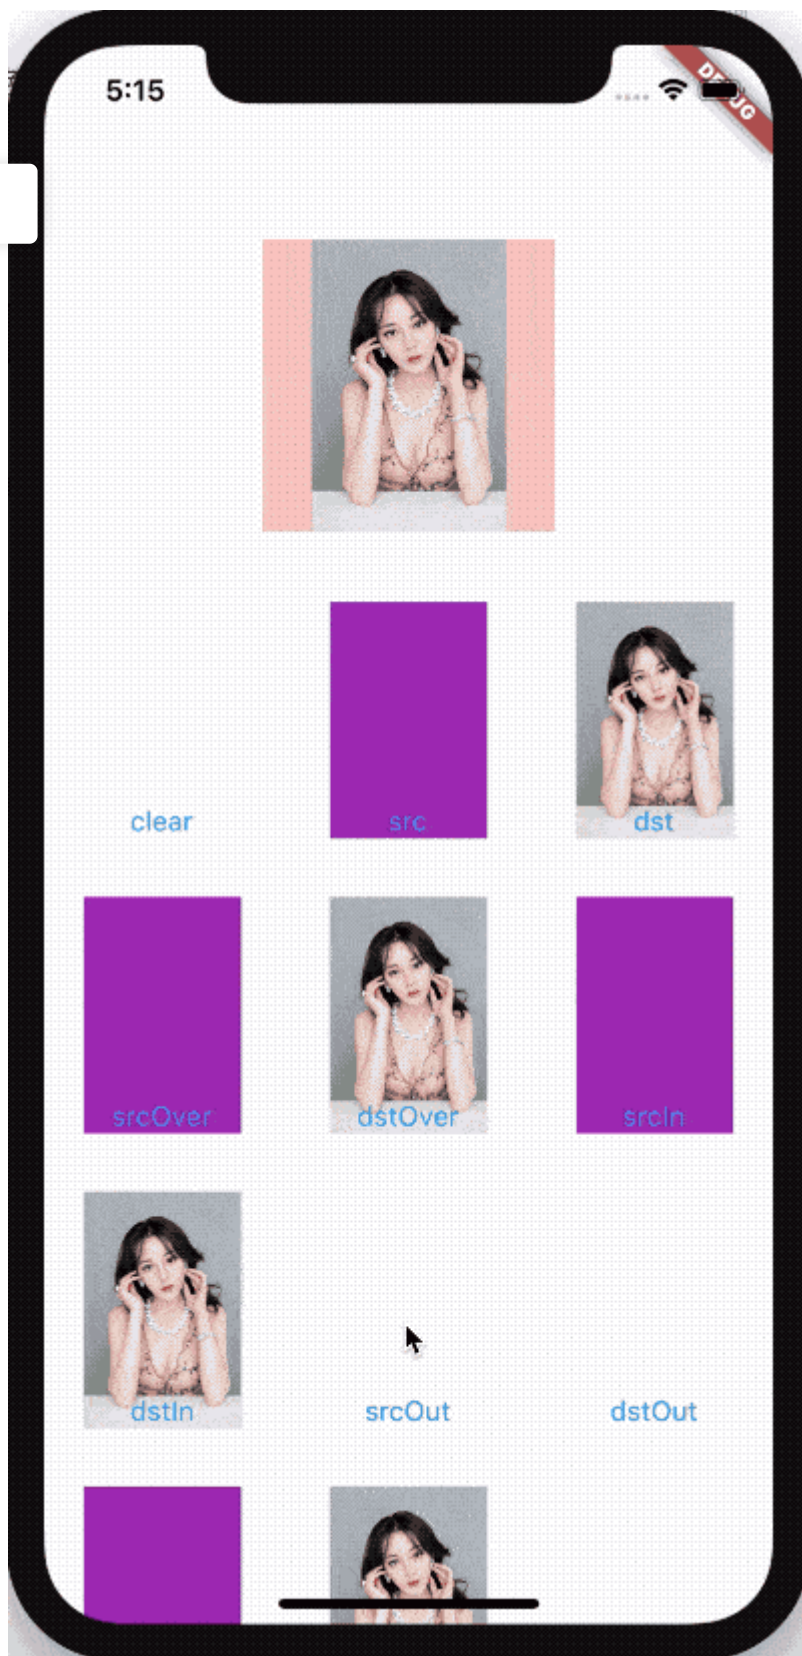 5:15
DEBUG
clear
src
dst
srcOver
dstOver
srcIn
dstIn
srcOut
dstOut